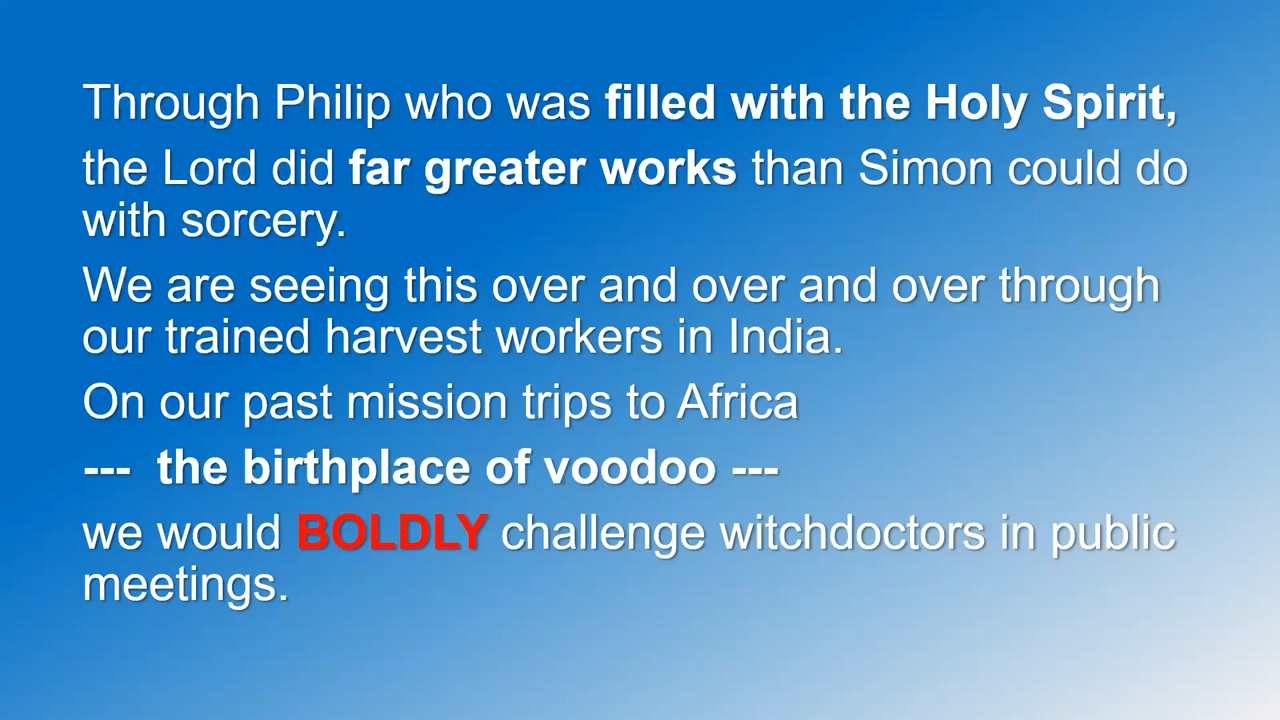 Through Philip who was filled with the Holy Spirit,
the Lord did far greater works than Simon could do
with sorcery.
We are seeing this over and over and over through
our trained harvest workers in India.
On our past mission trips to Africa
---  the birthplace of voodoo ---
we would BOLDLY challenge witchdoctors in public
meetings.